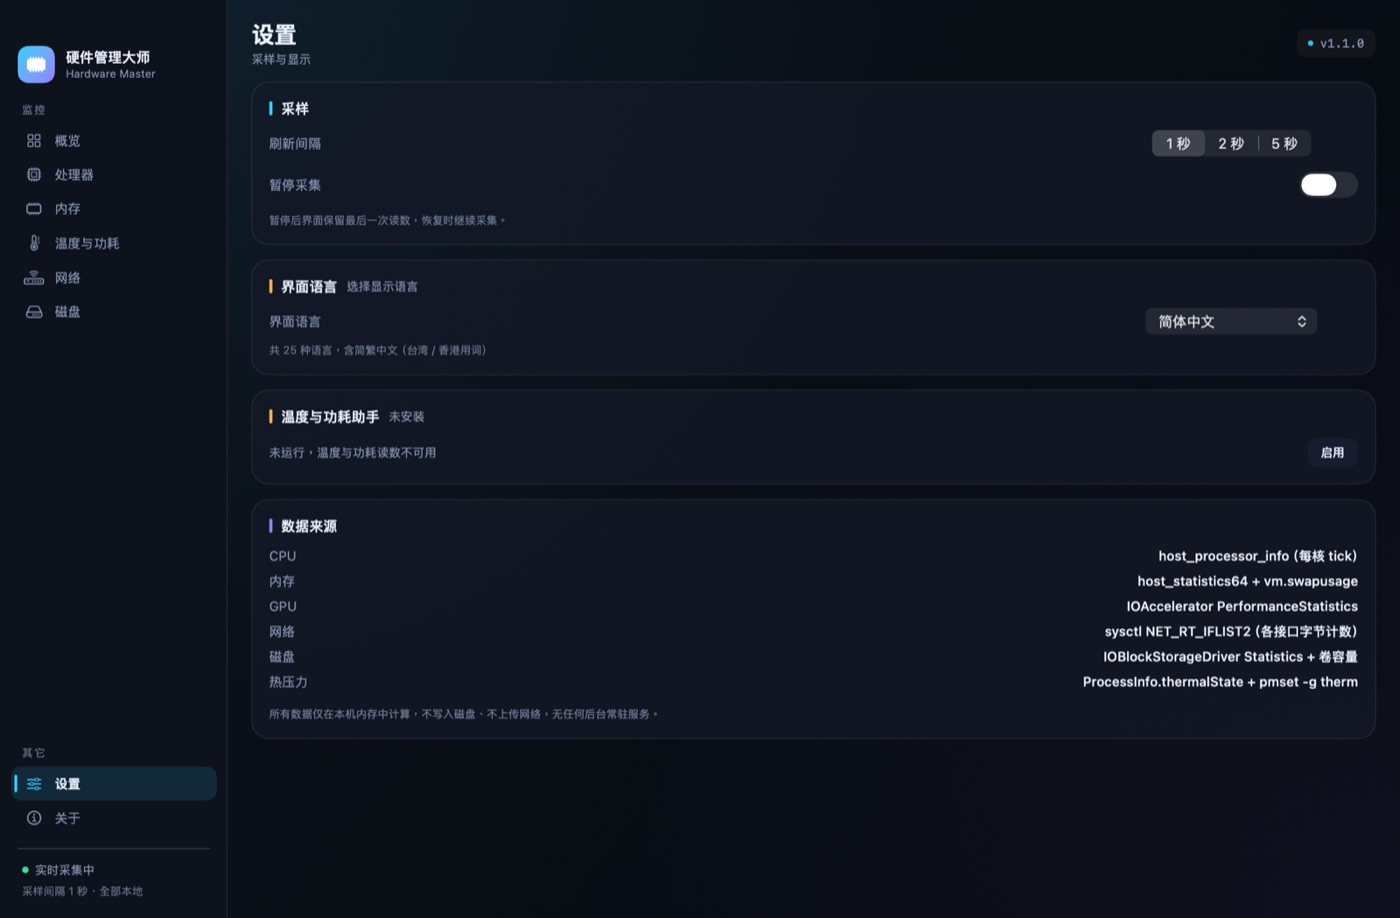 硬件管理大师
Hardware Master
监控
概览
处理器
内存
温度与功耗
网络
磁盘
其它
设置
关于
实时采集中
采样间隔 1 秒 · 全部本地
设置
采样与显示
v1.1.0
采样
刷新间隔
1 秒 2 秒 5 秒
暂停采集
暂停后界面保留最后一次读数，恢复时继续采集。
界面语言 选择显示语言
界面语言
简体中文
共 25 种语言，含简繁中文（台湾 / 香港用词）
温度与功耗助手 未安装
未运行，温度与功耗读数不可用
启用
数据来源
CPU host_processor_info (每核 tick)
内存 host_statistics64 + vm.swapusage
GPU IOAccelerator PerformanceStatistics
网络 sysctl NET_RT_IFLIST2 (各接口字节计数)
磁盘 IOBlockStorageDriver Statistics + 卷容量
热压力 ProcessInfo.thermalState + pmset -g therm
所有数据仅在本机内存中计算，不写入磁盘、不上传网络，无任何后台常驻服务。